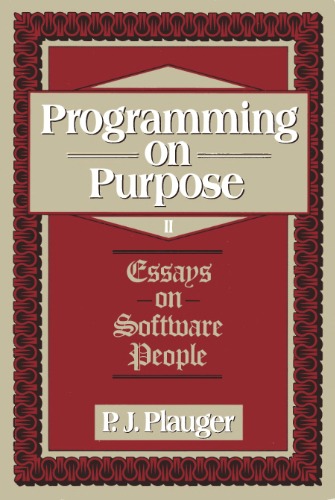 Programming
on
Purpose
II
Essays
on
Software
People
P. J. Plauger